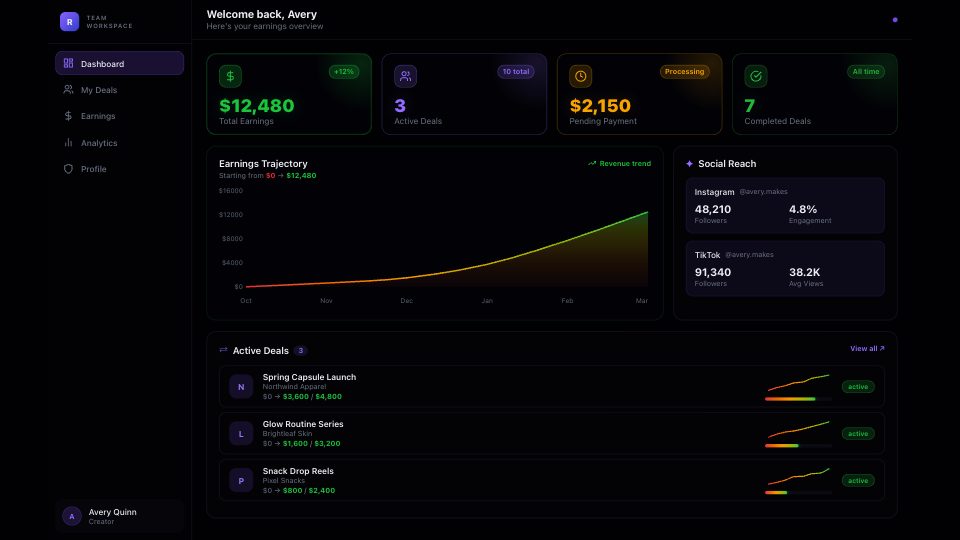 R
TEAM
WORKSPACE
Dashboard
My Deals
Earnings
Analytics
Profile
A
Avery Quinn
Creator
Welcome back, Avery
Here's your earnings overview
+12%
$12,480
Total Earnings
10 total
3
Active Deals
Processing
$2,150
Pending Payment
All time
7
Completed Deals
Earnings Trajectory
Revenue trend
Starting from $0 → $12,480
$16000
$12000
$8000
$4000
$0
Oct Nov Dec Jan Feb Mar
Social Reach
Instagram @avery.makes
48,210 4.8%
Followers Engagement
TikTok @avery.makes
91,340 38.2K
Followers Avg Views
Active Deals 3
View all ↗
N
Spring Capsule Launch
Northwind Apparel
$0 → $3,600 / $4,800
active
L
Glow Routine Series
Brightleaf Skin
$0 → $1,600 / $3,200
active
P
Snack Drop Reels
Pixel Snacks
$0 → $800 / $2,400
active